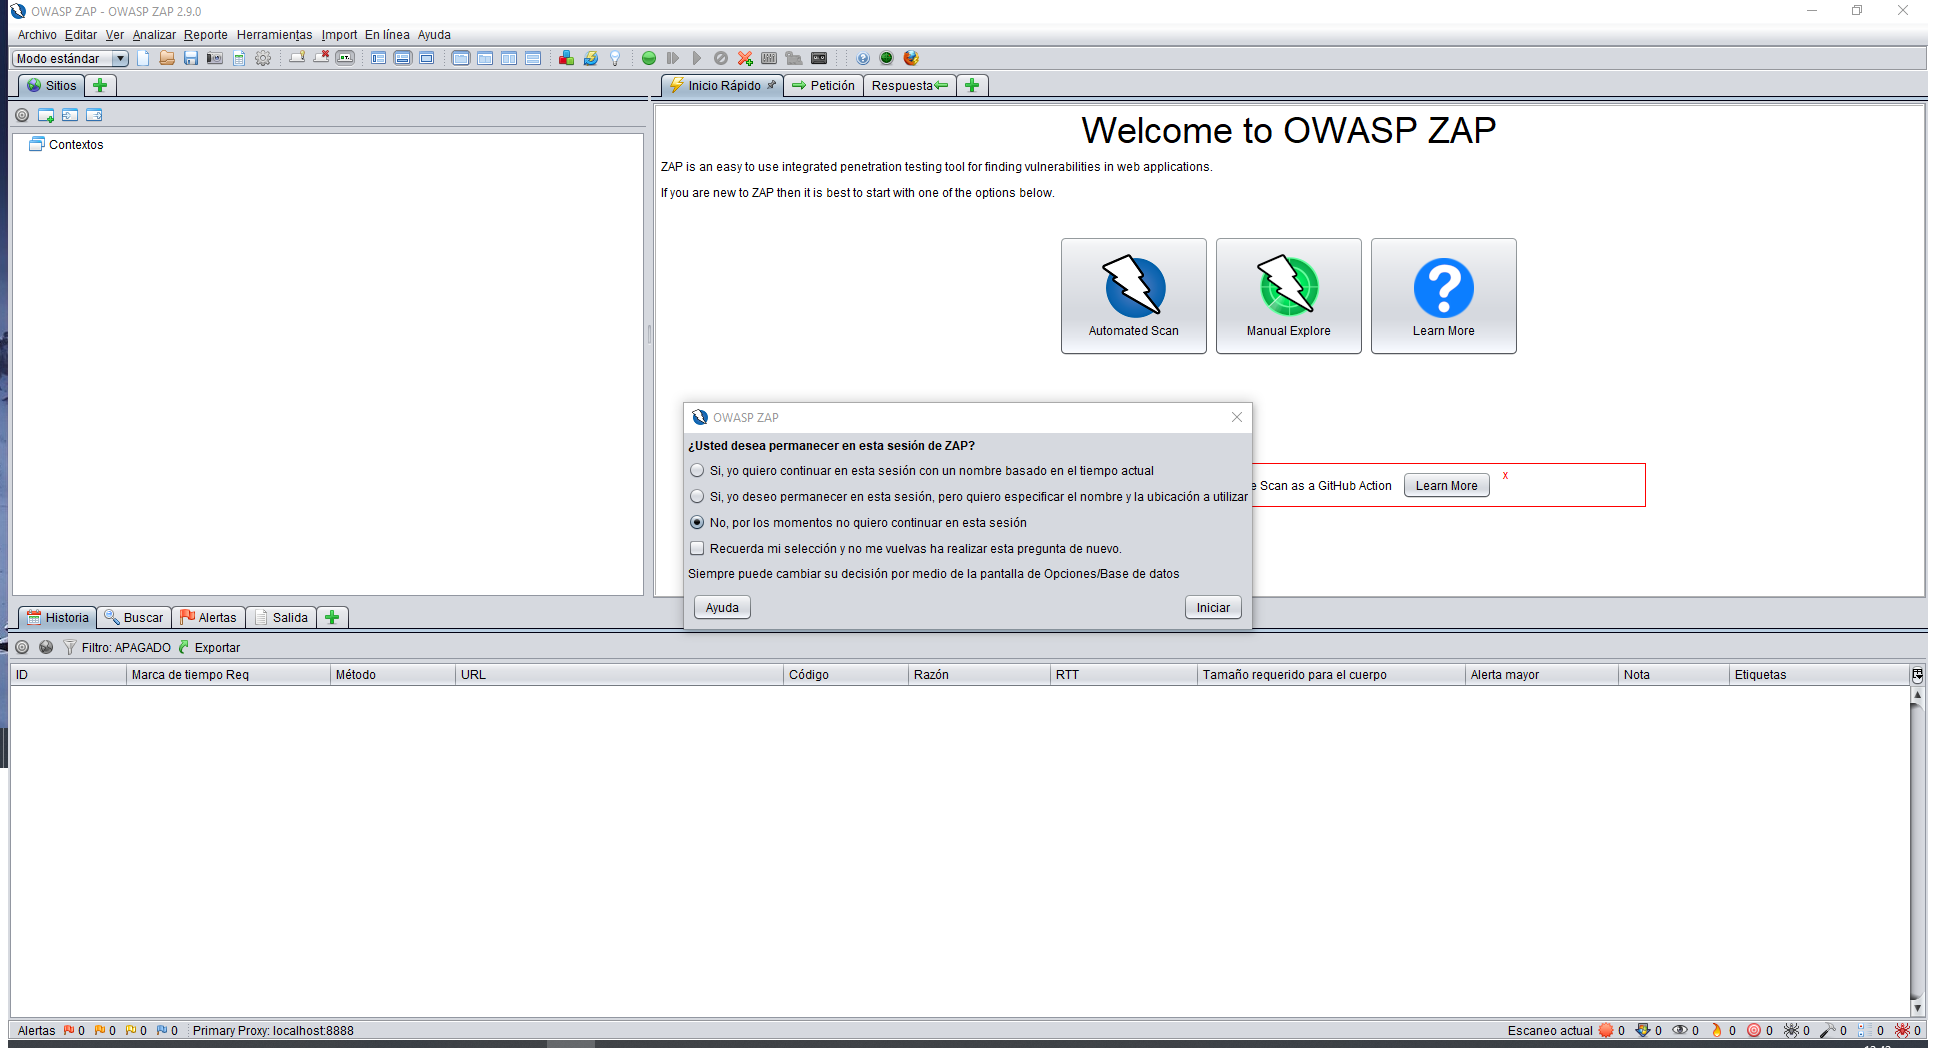 OWASP ZAP - OWASP ZAP 2.9.0
Archivo Editar Ver Analizar Reporte Herramientas Import En línea Ayuda
Modo estándar
Sitios
Inicio Rápido Petición Respuesta
Contextos
Welcome to OWASP ZAP
ZAP is an easy to use integrated penetration testing tool for finding vulnerabilities in web applications.
If you are new to ZAP then it is best to start with one of the options below.
Automated Scan Manual Explore Learn More
OWASP ZAP
¿Usted desea permanecer en esta sesión de ZAP?
Si, yo quiero continuar en esta sesión con un nombre basado en el tiempo actual
Si, yo deseo permanecer en esta sesión, pero quiero especificar el nombre y la ubicación a utilizar
No, por los momentos no quiero continuar en esta sesión
Recuerda mi selección y no me vuelvas ha realizar esta pregunta de nuevo.
Siempre puede cambiar su decisión por medio de la pantalla de Opciones/Base de datos
Ayuda Iniciar
e Scan as a GitHub Action Learn More x
Historia Buscar Alertas Salida
Filtro: APAGADO Exportar
ID Marca de tiempo Req Método URL Código Razón RTT Tamaño requerido para el cuerpo Alerta mayor Nota Etiquetas
Alertas 0 0 0 0 Primary Proxy: localhost:8888 Escaneo actual 0 0 0 0 0 0 0 0 0